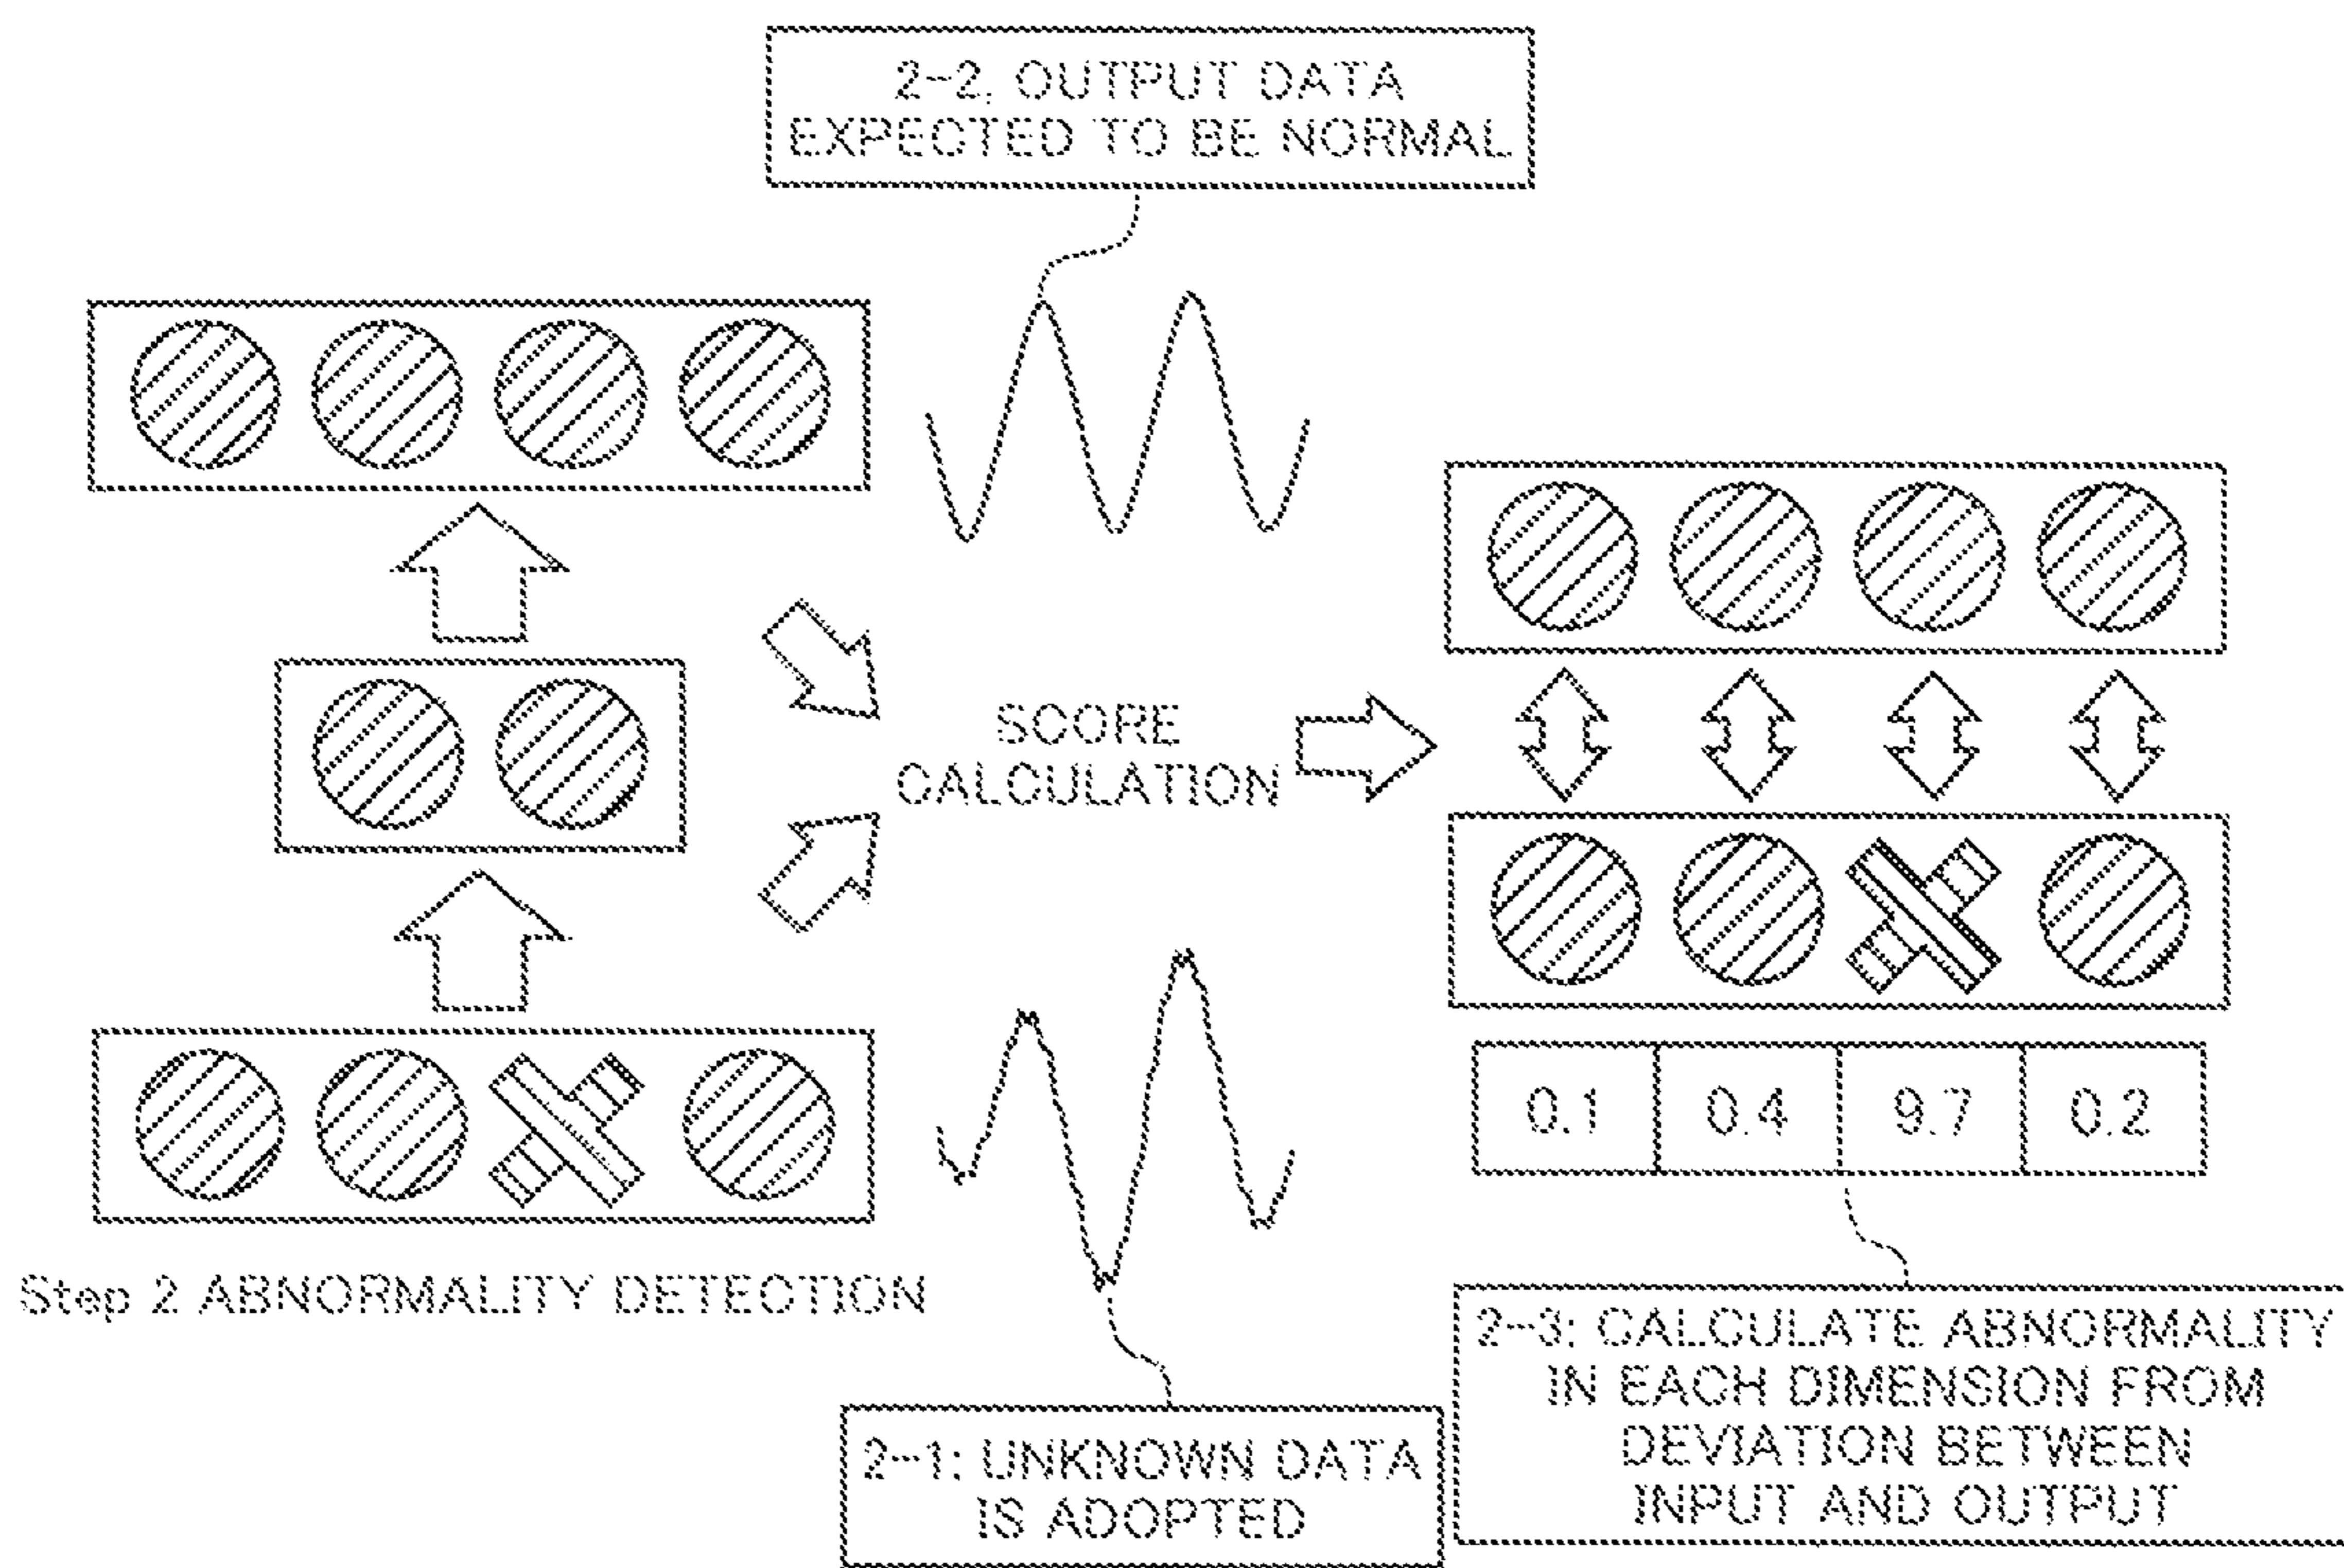 2-2: OUTPUT DATA
EXPECTED TO BE NORMAL
SCORE
CALCULATION
0.1 0.4 9.7 0.2
Step 2 ABNORMALITY DETECTION
2-1: UNKNOWN DATA
IS ADOPTED
2-3: CALCULATE ABNORMALITY
IN EACH DIMENSION FROM
DEVIATION BETWEEN
INPUT AND OUTPUT